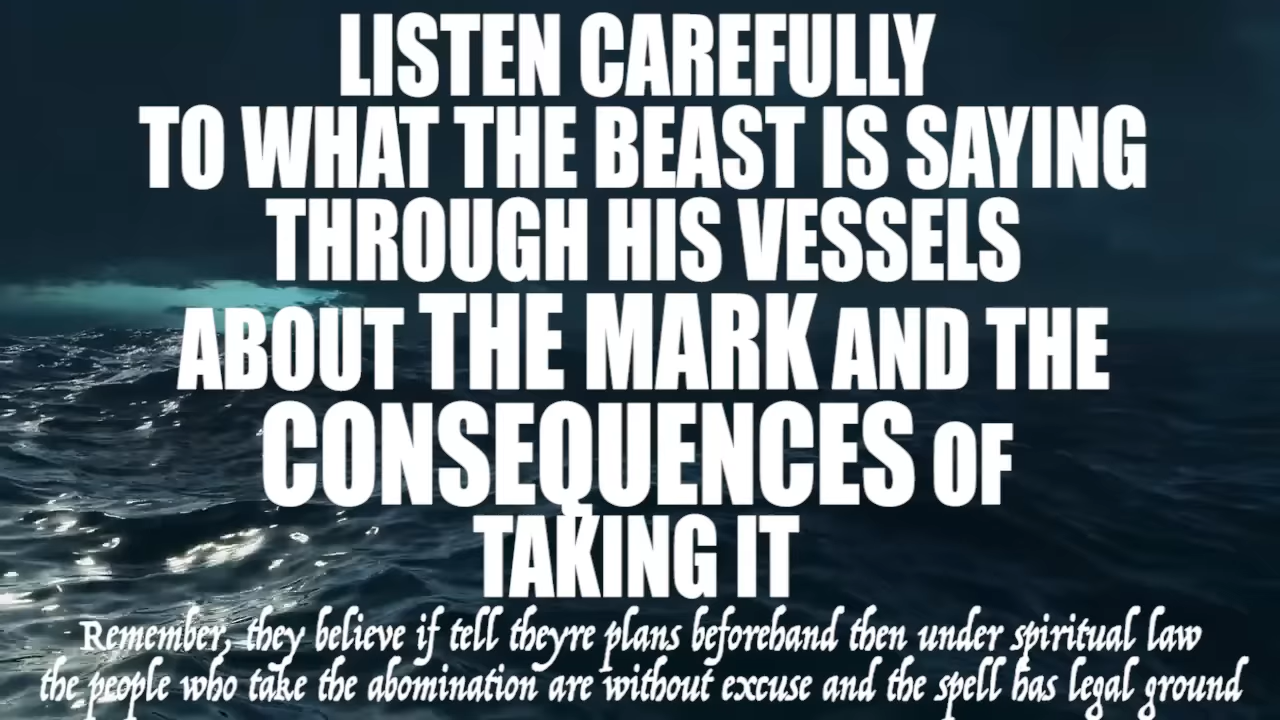 LISTEN CAREFULLY
TO WHAT THE BEAST IS SAYING
THROUGH HIS VESSELS
ABOUT THE MARK AND THE
CONSEQUENCES OF
TAKING IT
Remember, they believe if tell theyre plans beforehand then under spiritual law
the people who take the abomination are without excuse and the spell has legal ground